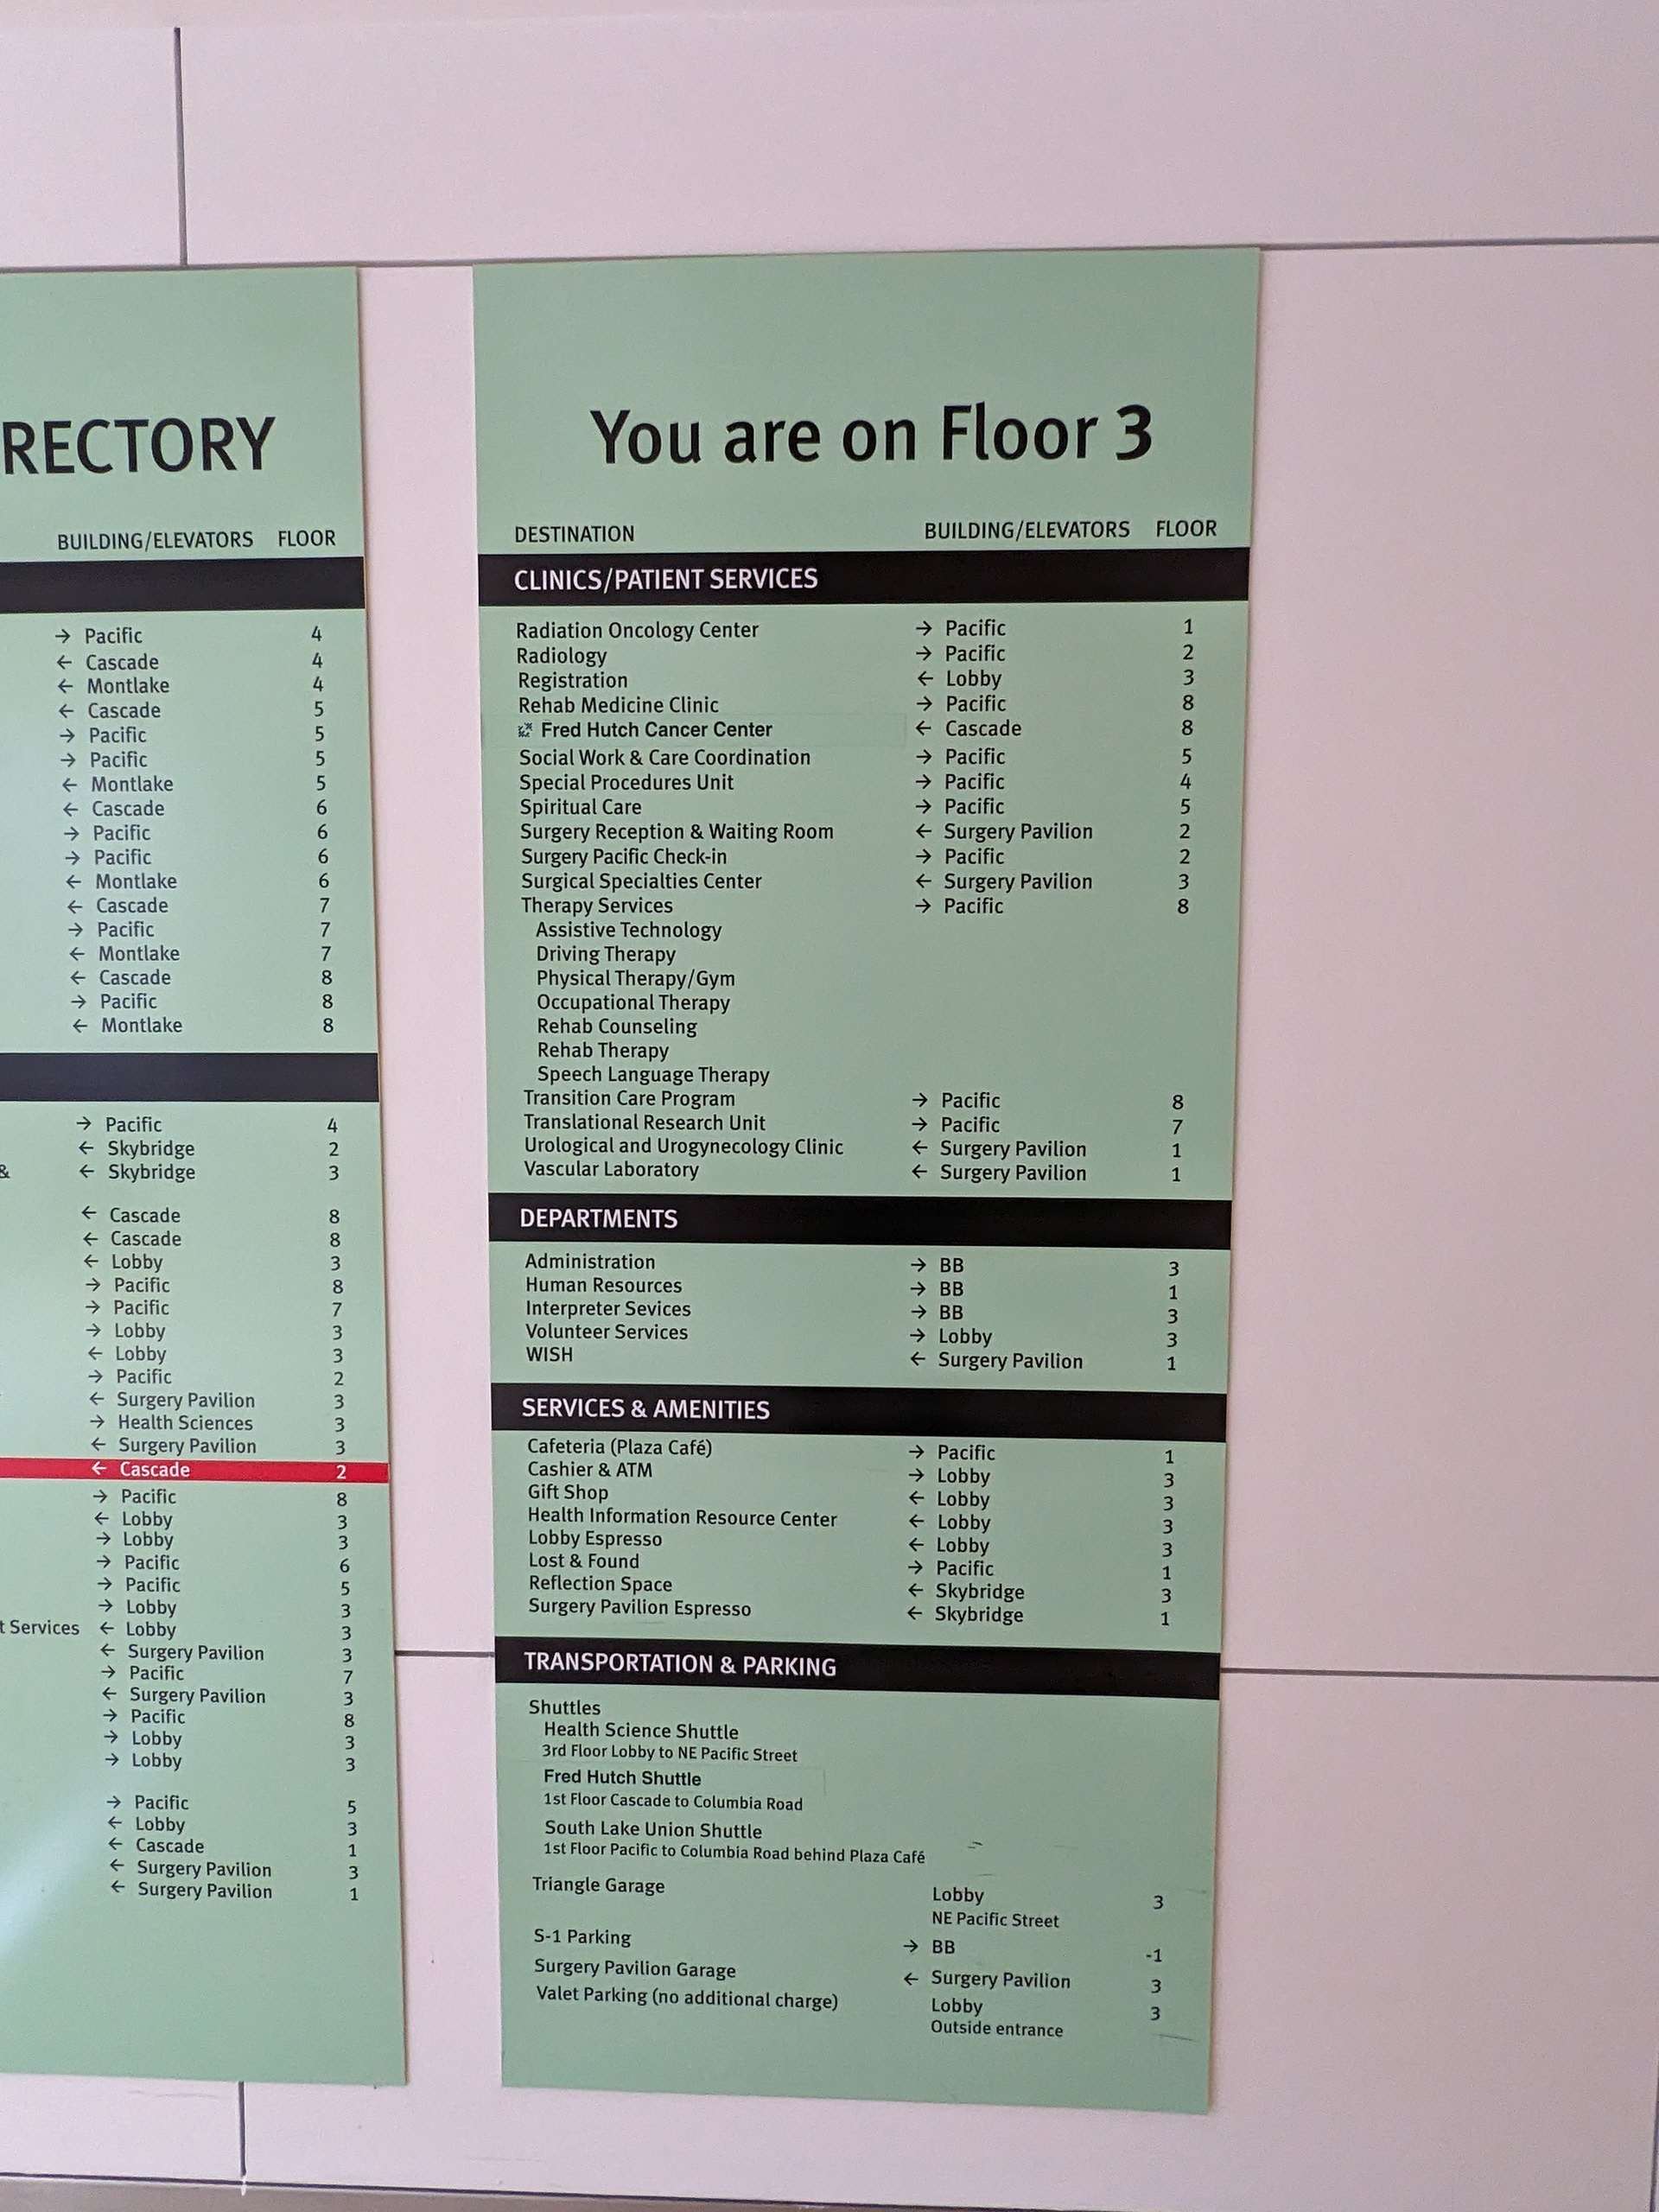 RECTORY
BUILDING/ELEVATORS FLOOR
→ Pacific 4
← Cascade 4
← Montlake 4
← Cascade 5
→ Pacific 5
→ Pacific 5
← Montlake 5
← Cascade 6
→ Pacific 6
→ Pacific 6
← Montlake 6
← Cascade 7
→ Pacific 7
← Montlake 7
← Cascade 8
→ Pacific 8
← Montlake 8
→ Pacific 4
← Skybridge 2
& ← Skybridge 3
← Cascade 8
← Cascade 8
← Lobby 3
→ Pacific 8
→ Pacific 7
→ Lobby 3
← Lobby 3
→ Pacific 2
← Surgery Pavilion 3
→ Health Sciences 3
← Surgery Pavilion 3
← Cascade 2
→ Pacific 8
← Lobby 3
→ Lobby 3
→ Pacific 6
→ Pacific 5
→ Lobby 3
t Services ← Lobby 3
← Surgery Pavilion 3
→ Pacific 7
← Surgery Pavilion 3
→ Pacific 8
→ Lobby 3
→ Lobby 3
→ Pacific 5
← Lobby 3
← Cascade 1
← Surgery Pavilion 3
← Surgery Pavilion 1
You are on Floor 3
DESTINATION BUILDING/ELEVATORS FLOOR
CLINICS/PATIENT SERVICES
Radiation Oncology Center → Pacific 1
Radiology → Pacific 2
Registration ← Lobby 3
Rehab Medicine Clinic → Pacific 8
Fred Hutch Cancer Center ← Cascade 8
Social Work & Care Coordination → Pacific 5
Special Procedures Unit → Pacific 4
Spiritual Care → Pacific 5
Surgery Reception & Waiting Room ← Surgery Pavilion 2
Surgery Pacific Check-in → Pacific 2
Surgical Specialties Center ← Surgery Pavilion 3
Therapy Services → Pacific 8
Assistive Technology
Driving Therapy
Physical Therapy/Gym
Occupational Therapy
Rehab Counseling
Rehab Therapy
Speech Language Therapy
Transition Care Program → Pacific 8
Translational Research Unit → Pacific 7
Urological and Urogynecology Clinic ← Surgery Pavilion 1
Vascular Laboratory ← Surgery Pavilion 1
DEPARTMENTS
Administration → BB 3
Human Resources → BB 1
Interpreter Sevices → BB 3
Volunteer Services → Lobby 3
WISH ← Surgery Pavilion 1
SERVICES & AMENITIES
Cafeteria (Plaza Café) → Pacific 1
Cashier & ATM → Lobby 3
Gift Shop ← Lobby 3
Health Information Resource Center ← Lobby 3
Lobby Espresso ← Lobby 3
Lost & Found → Pacific 1
Reflection Space ← Skybridge 3
Surgery Pavilion Espresso ← Skybridge 1
TRANSPORTATION & PARKING
Shuttles
Health Science Shuttle
3rd Floor Lobby to NE Pacific Street
Fred Hutch Shuttle
1st Floor Cascade to Columbia Road
South Lake Union Shuttle
1st Floor Pacific to Columbia Road behind Plaza Café
Triangle Garage Lobby 3
NE Pacific Street
S-1 Parking → BB -1
Surgery Pavilion Garage ← Surgery Pavilion 3
Valet Parking (no additional charge) Lobby 3
Outside entrance